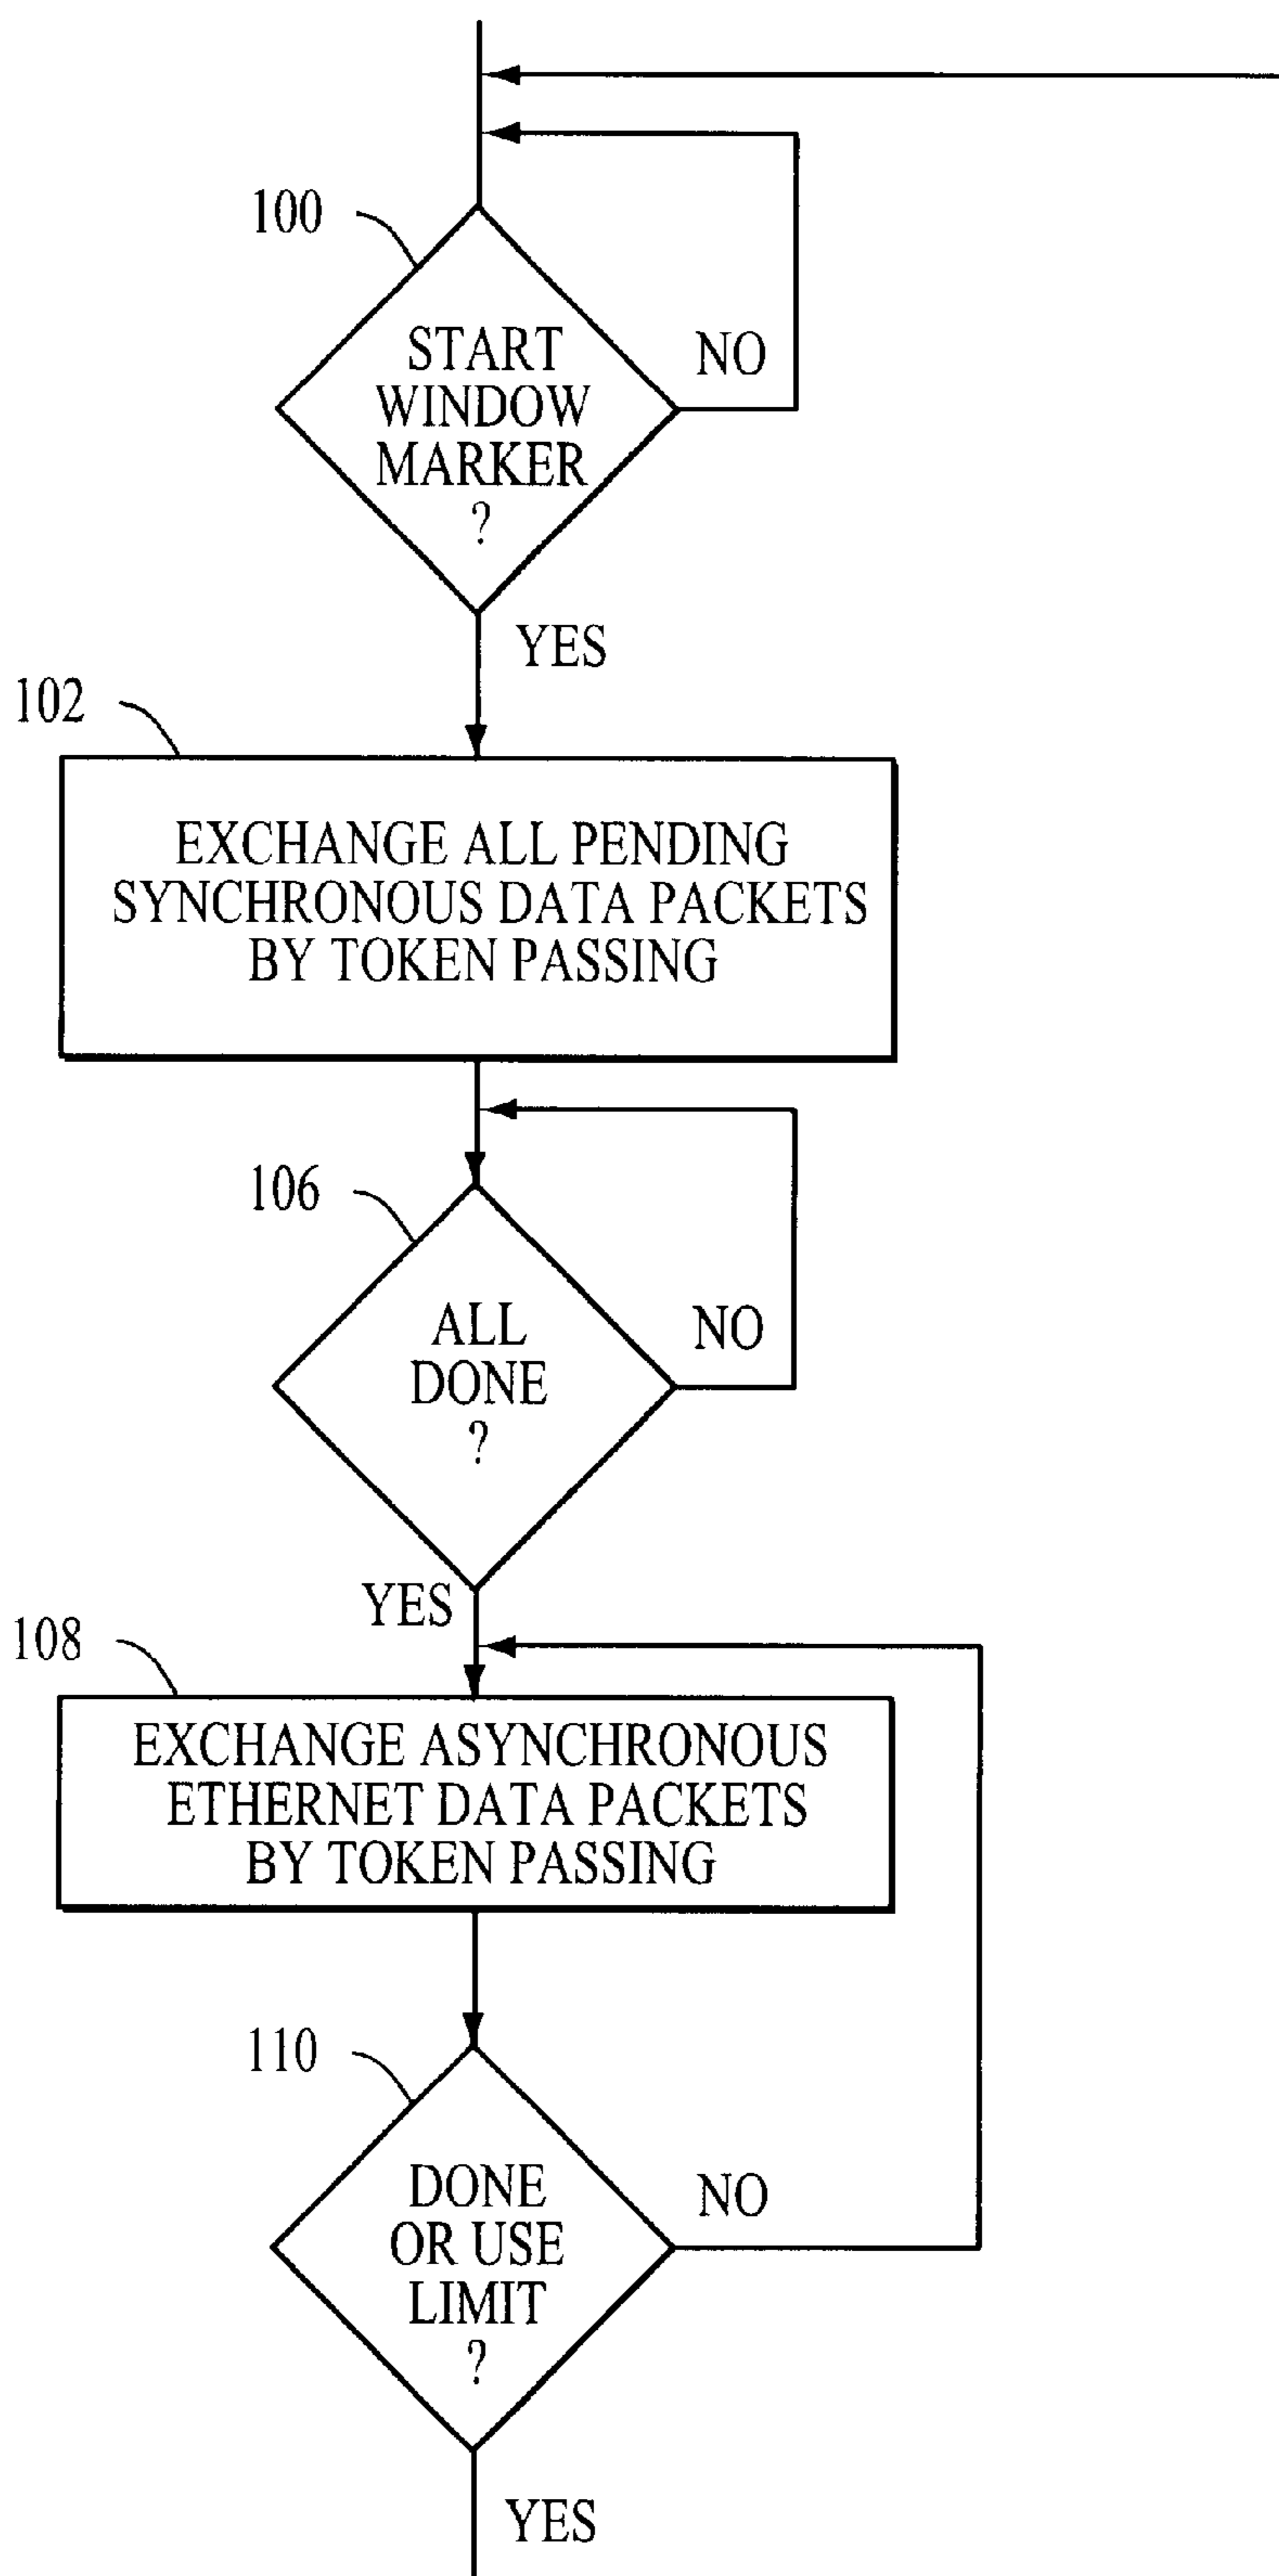 100
START
WINDOW
MARKER
?
NO
YES
102
EXCHANGE ALL PENDING
SYNCHRONOUS DATA PACKETS
BY TOKEN PASSING
106
ALL
DONE
?
NO
YES
108
EXCHANGE ASYNCHRONOUS
ETHERNET DATA PACKETS
BY TOKEN PASSING
110
DONE
OR USE
LIMIT
?
NO
YES